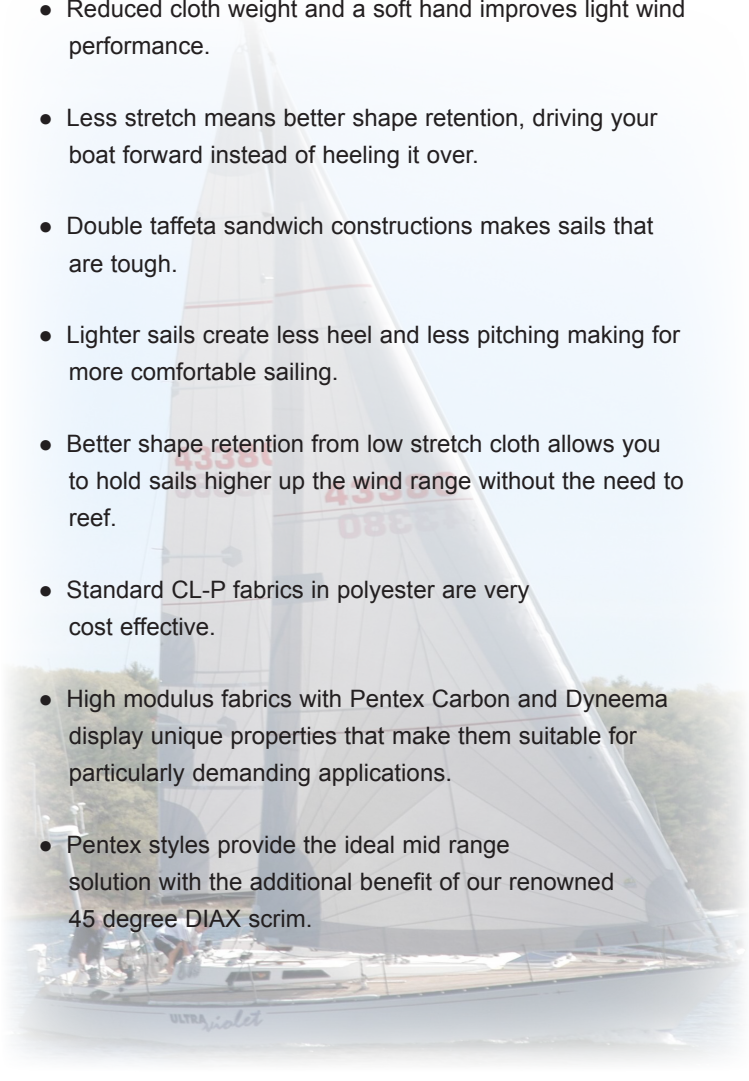 ● Reduced cloth weight and a soft hand improves light wind
performance.
● Less stretch means better shape retention, driving your
boat forward instead of heeling it over.
● Double taffeta sandwich constructions makes sails that
are tough.
● Lighter sails create less heel and less pitching making for
more comfortable sailing.
● Better shape retention from low stretch cloth allows you
to hold sails higher up the wind range without the need to
reef.
● Standard CL-P fabrics in polyester are very
cost effective.
● High modulus fabrics with Pentex Carbon and Dyneema
display unique properties that make them suitable for
particularly demanding applications.
● Pentex styles provide the ideal mid range
solution with the additional benefit of our renowned
45 degree DIAX scrim.
43380
43380
ULTRAviolet